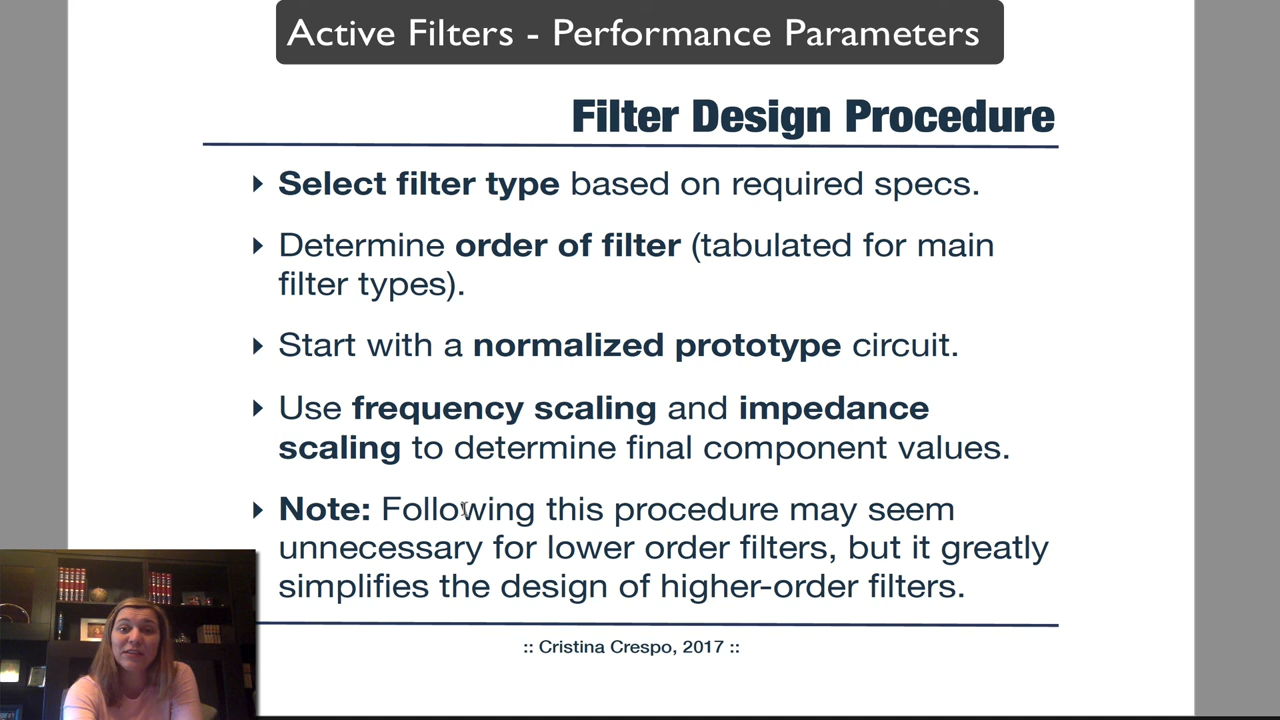 Active Filters - Performance Parameters
Filter Design Procedure
Select filter type based on required specs.
Determine order of filter (tabulated for main
filter types).
Start with a normalized prototype circuit.
Use frequency scaling and impedance
scaling to determine final component values.
Note: Following this procedure may seem
unnecessary for lower order filters, but it greatly
simplifies the design of higher-order filters.
:: Cristina Crespo, 2017 ::